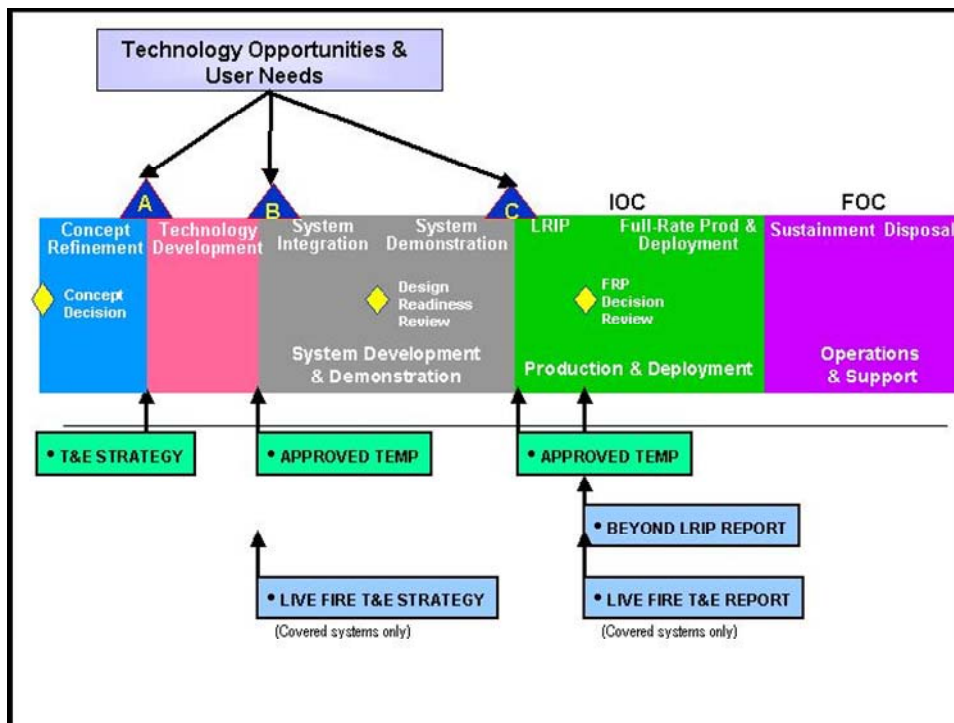 Technology Opportunities &
User Needs
A
B
C
IOC
FOC
Concept
Refinement
Technology
Development
System
Integration
System
Demonstration
LRIP
Full-Rate Prod &
Deployment
Sustainment Disposal
Concept
Decision
Design
Readiness
Review
FRP
Decision
Review
System Development
& Demonstration
Production & Deployment
Operations
& Support
• T&E STRATEGY
• APPROVED TEMP
• APPROVED TEMP
• BEYOND LRIP REPORT
• LIVE FIRE T&E STRATEGY
(Covered systems only)
• LIVE FIRE T&E REPORT
(Covered systems only)